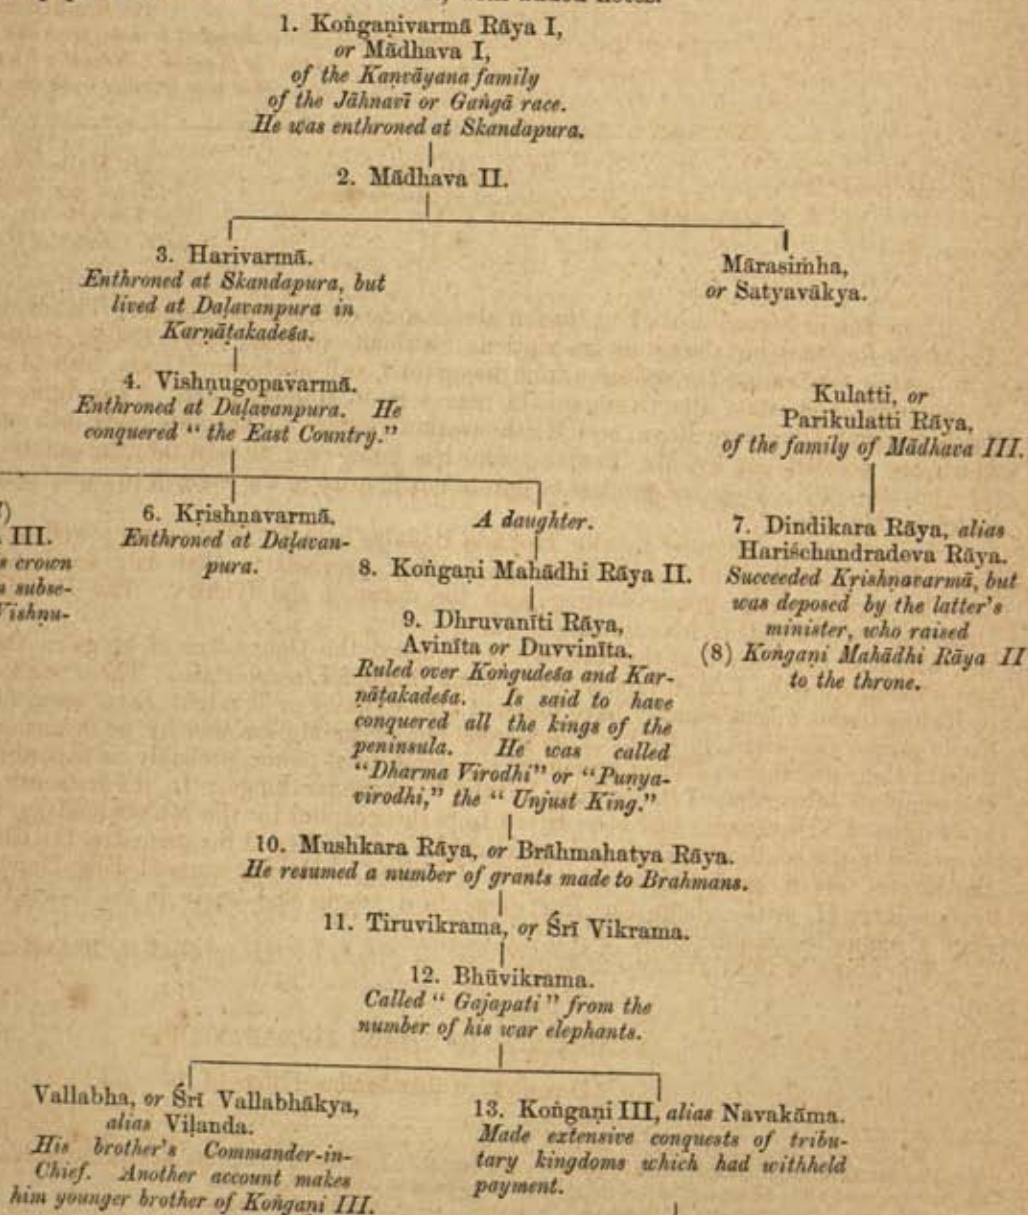 1. Koṅgaṇivarmā Rāya I,
or Mādhava I,
of the Kaṇvāyana family
of the Jāhnavī or Gaṅgā race.
He was enthroned at Skandapura.
2. Mādhava II.
3. Harivarmā.
Enthroned at Skandapura, but
lived at Daḷavanpura in
Karṇāṭakadeśa.
Mārasiṁha,
or Satyavākya.
4. Vishṇugopavarmā.
Enthroned at Daḷavanpura. He
conquered "the East Country."
Kulatti, or
Parikulatti Rāya,
of the family of Mādhava III.
III.
s crown
subse-
Vishṇu-
6. Kṛishṇavarmā.
Enthroned at Daḷavan-
pura.
A daughter.
8. Koṅgaṇi Mahādhi Rāya II.
7. Dindikara Rāya, alias
Hariśchandradeva Rāya.
Succeeded Kṛishṇavarmā, but
was deposed by the latter's
minister, who raised
(8) Koṅgaṇi Mahādhi Rāya II
to the throne.
9. Dhruvanīti Rāya,
Avinīta or Duvvinīta.
Ruled over Koṅgudeśa and Kar-
ṇāṭakadeśa. Is said to have
conquered all the kings of the
peninsula. He was called
"Dharma Virodhi" or "Puṇya-
virodhi," the "Unjust King."
10. Mushkara Rāya, or Brāhmahatya Rāya.
He resumed a number of grants made to Brahmans.
11. Tiruvikrama, or Śrī Vikrama.
12. Bhūvikrama.
Called "Gajapati" from the
number of his war elephants.
Vallabha, or Śrī Vallabhākya,
alias Viḷanda.
His brother's Commander-in-
Chief. Another account makes
him younger brother of Koṅgani III.
13. Koṅgaṇi III, alias Navakāma.
Made extensive conquests of tribu-
tary kingdoms which had withheld
payment.